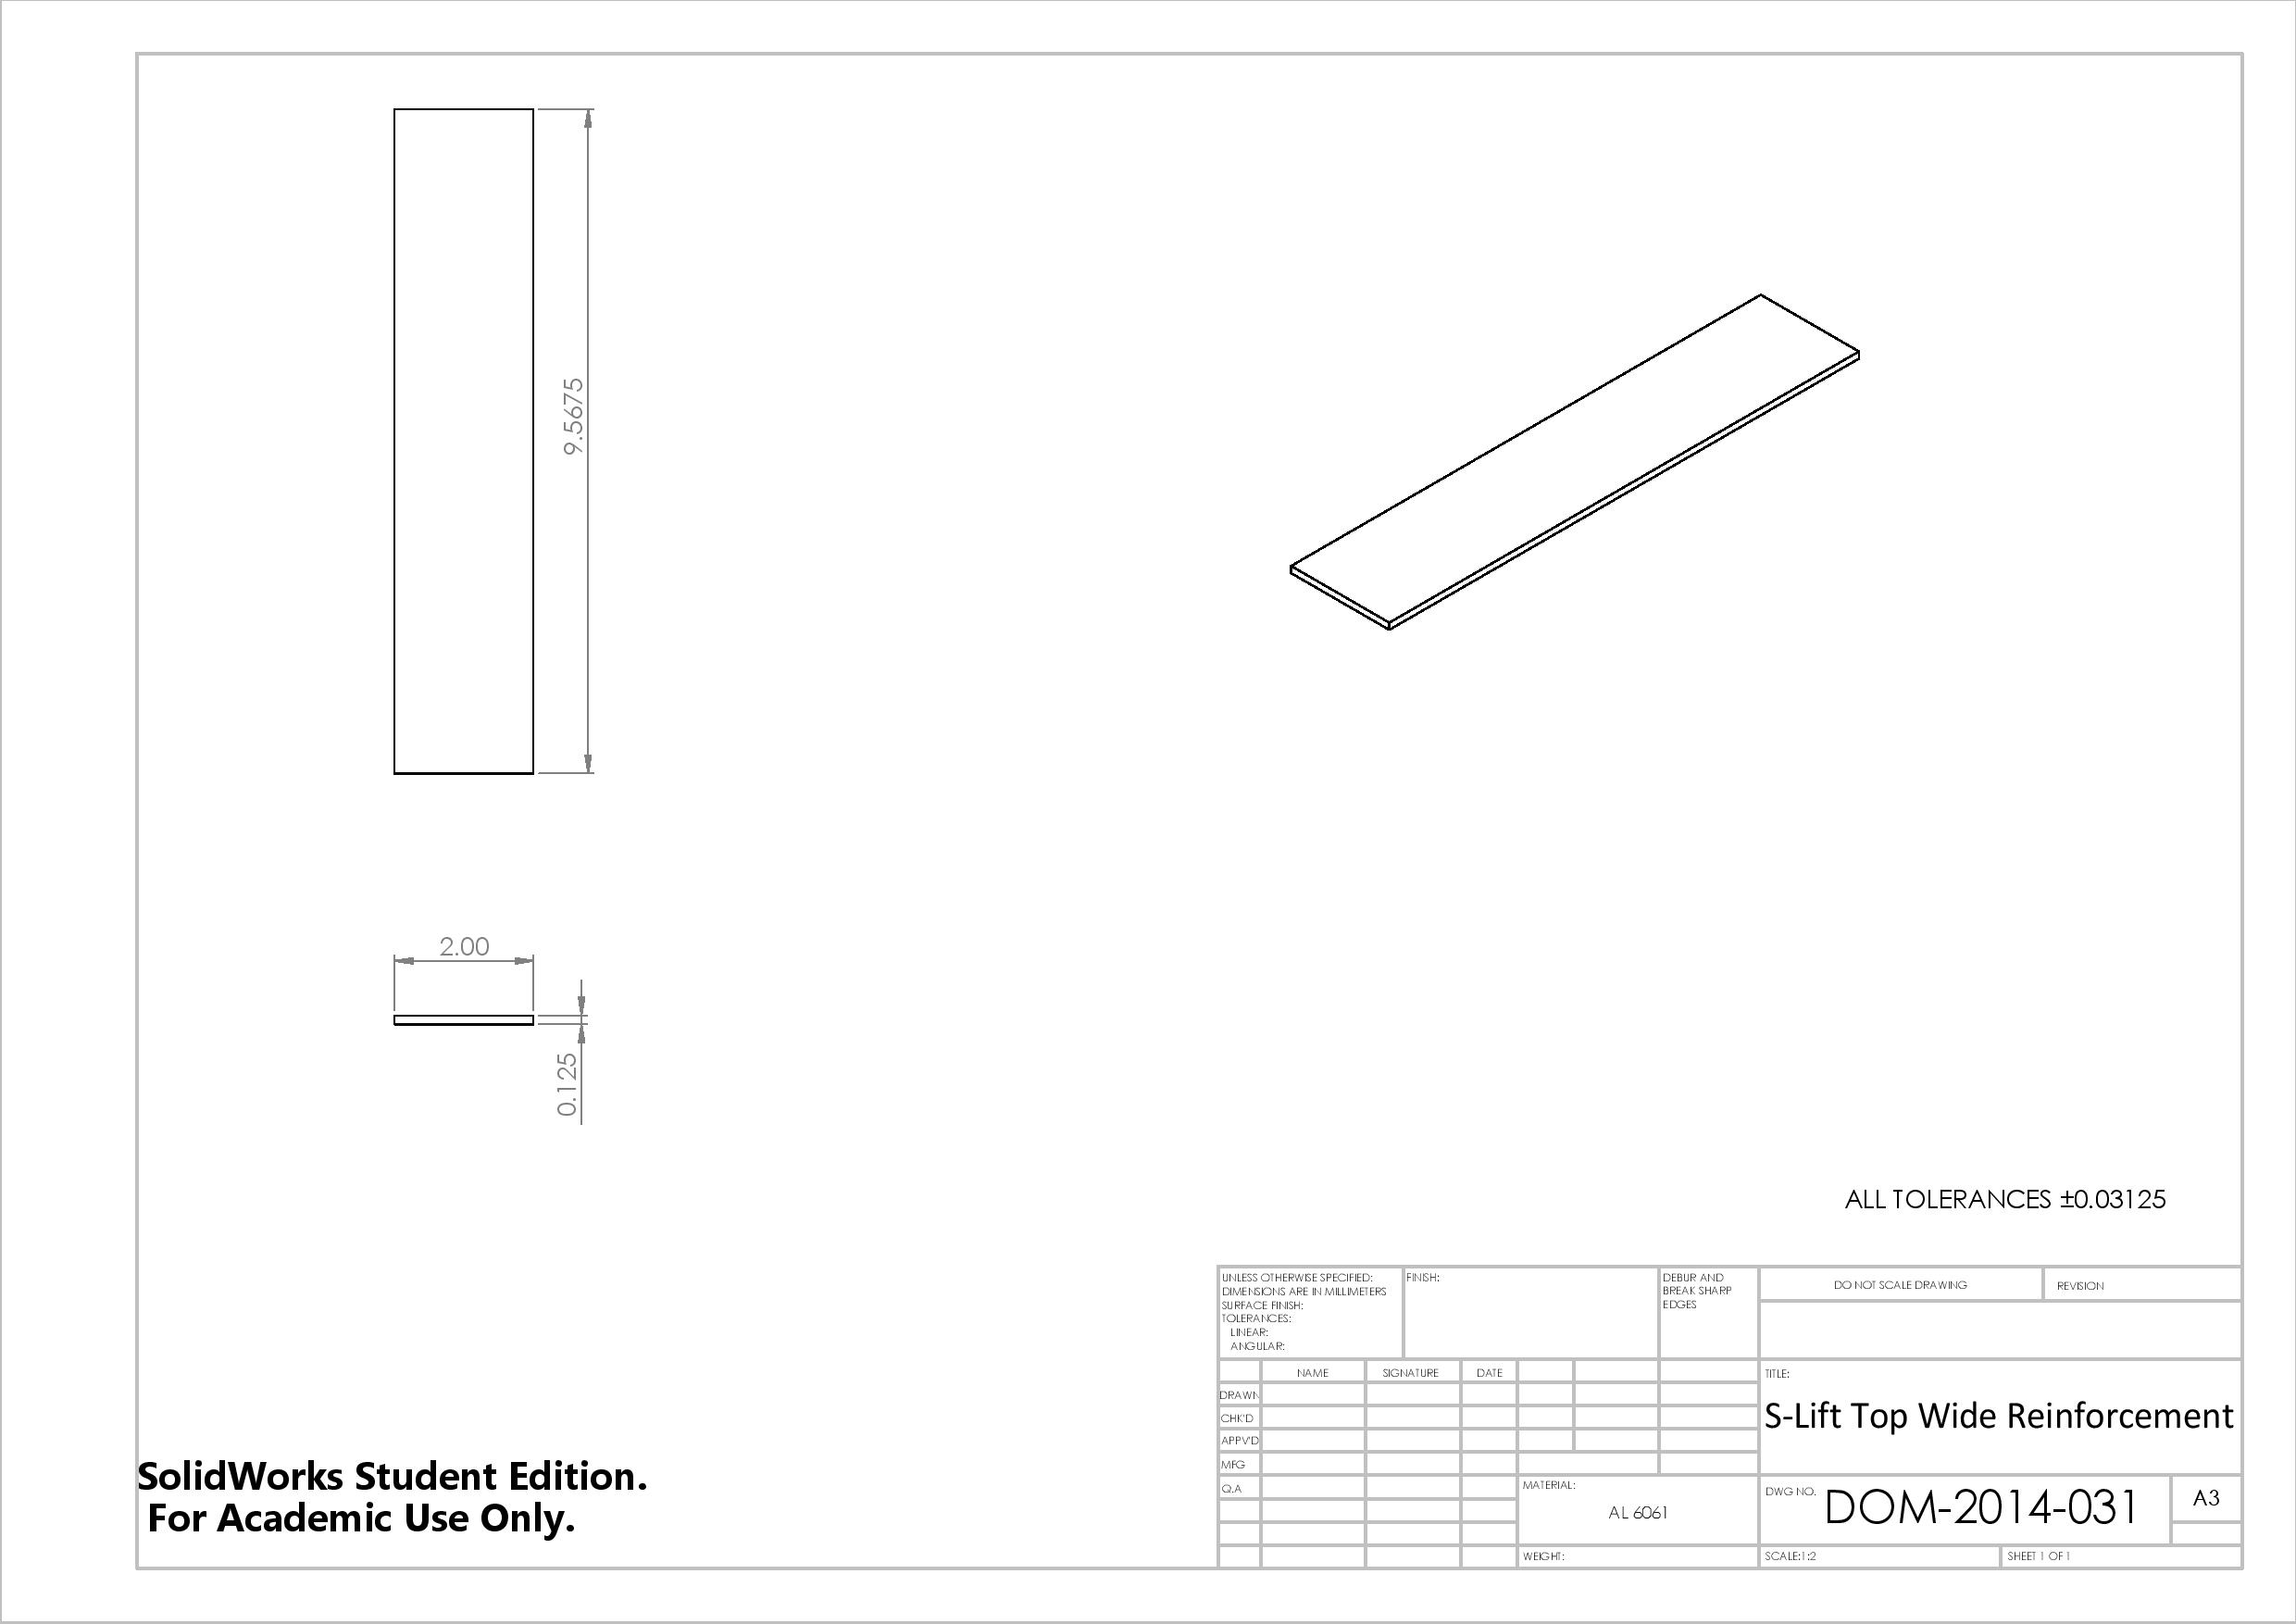 9.5675
2.00
0.125
ALL TOLERANCES ±0.03125
UNLESS OTHERWISE SPECIFIED:
DIMENSIONS ARE IN MILLIMETERS
SURFACE FINISH:
TOLERANCES:
LINEAR:
ANGULAR:
FINISH:
DEBUR AND
BREAK SHARP
EDGES
DO NOT SCALE DRAWING
REVISION
NAME
SIGNATURE
DATE
DRAWN
CHK'D
APPV'D
MFG
Q.A
MATERIAL:
AL 6061
WEIGHT:
TITLE:
S-Lift Top Wide Reinforcement
DWG NO.
DOM-2014-031
A3
SCALE:1:2
SHEET 1 OF 1
SolidWorks Student Edition.
For Academic Use Only.